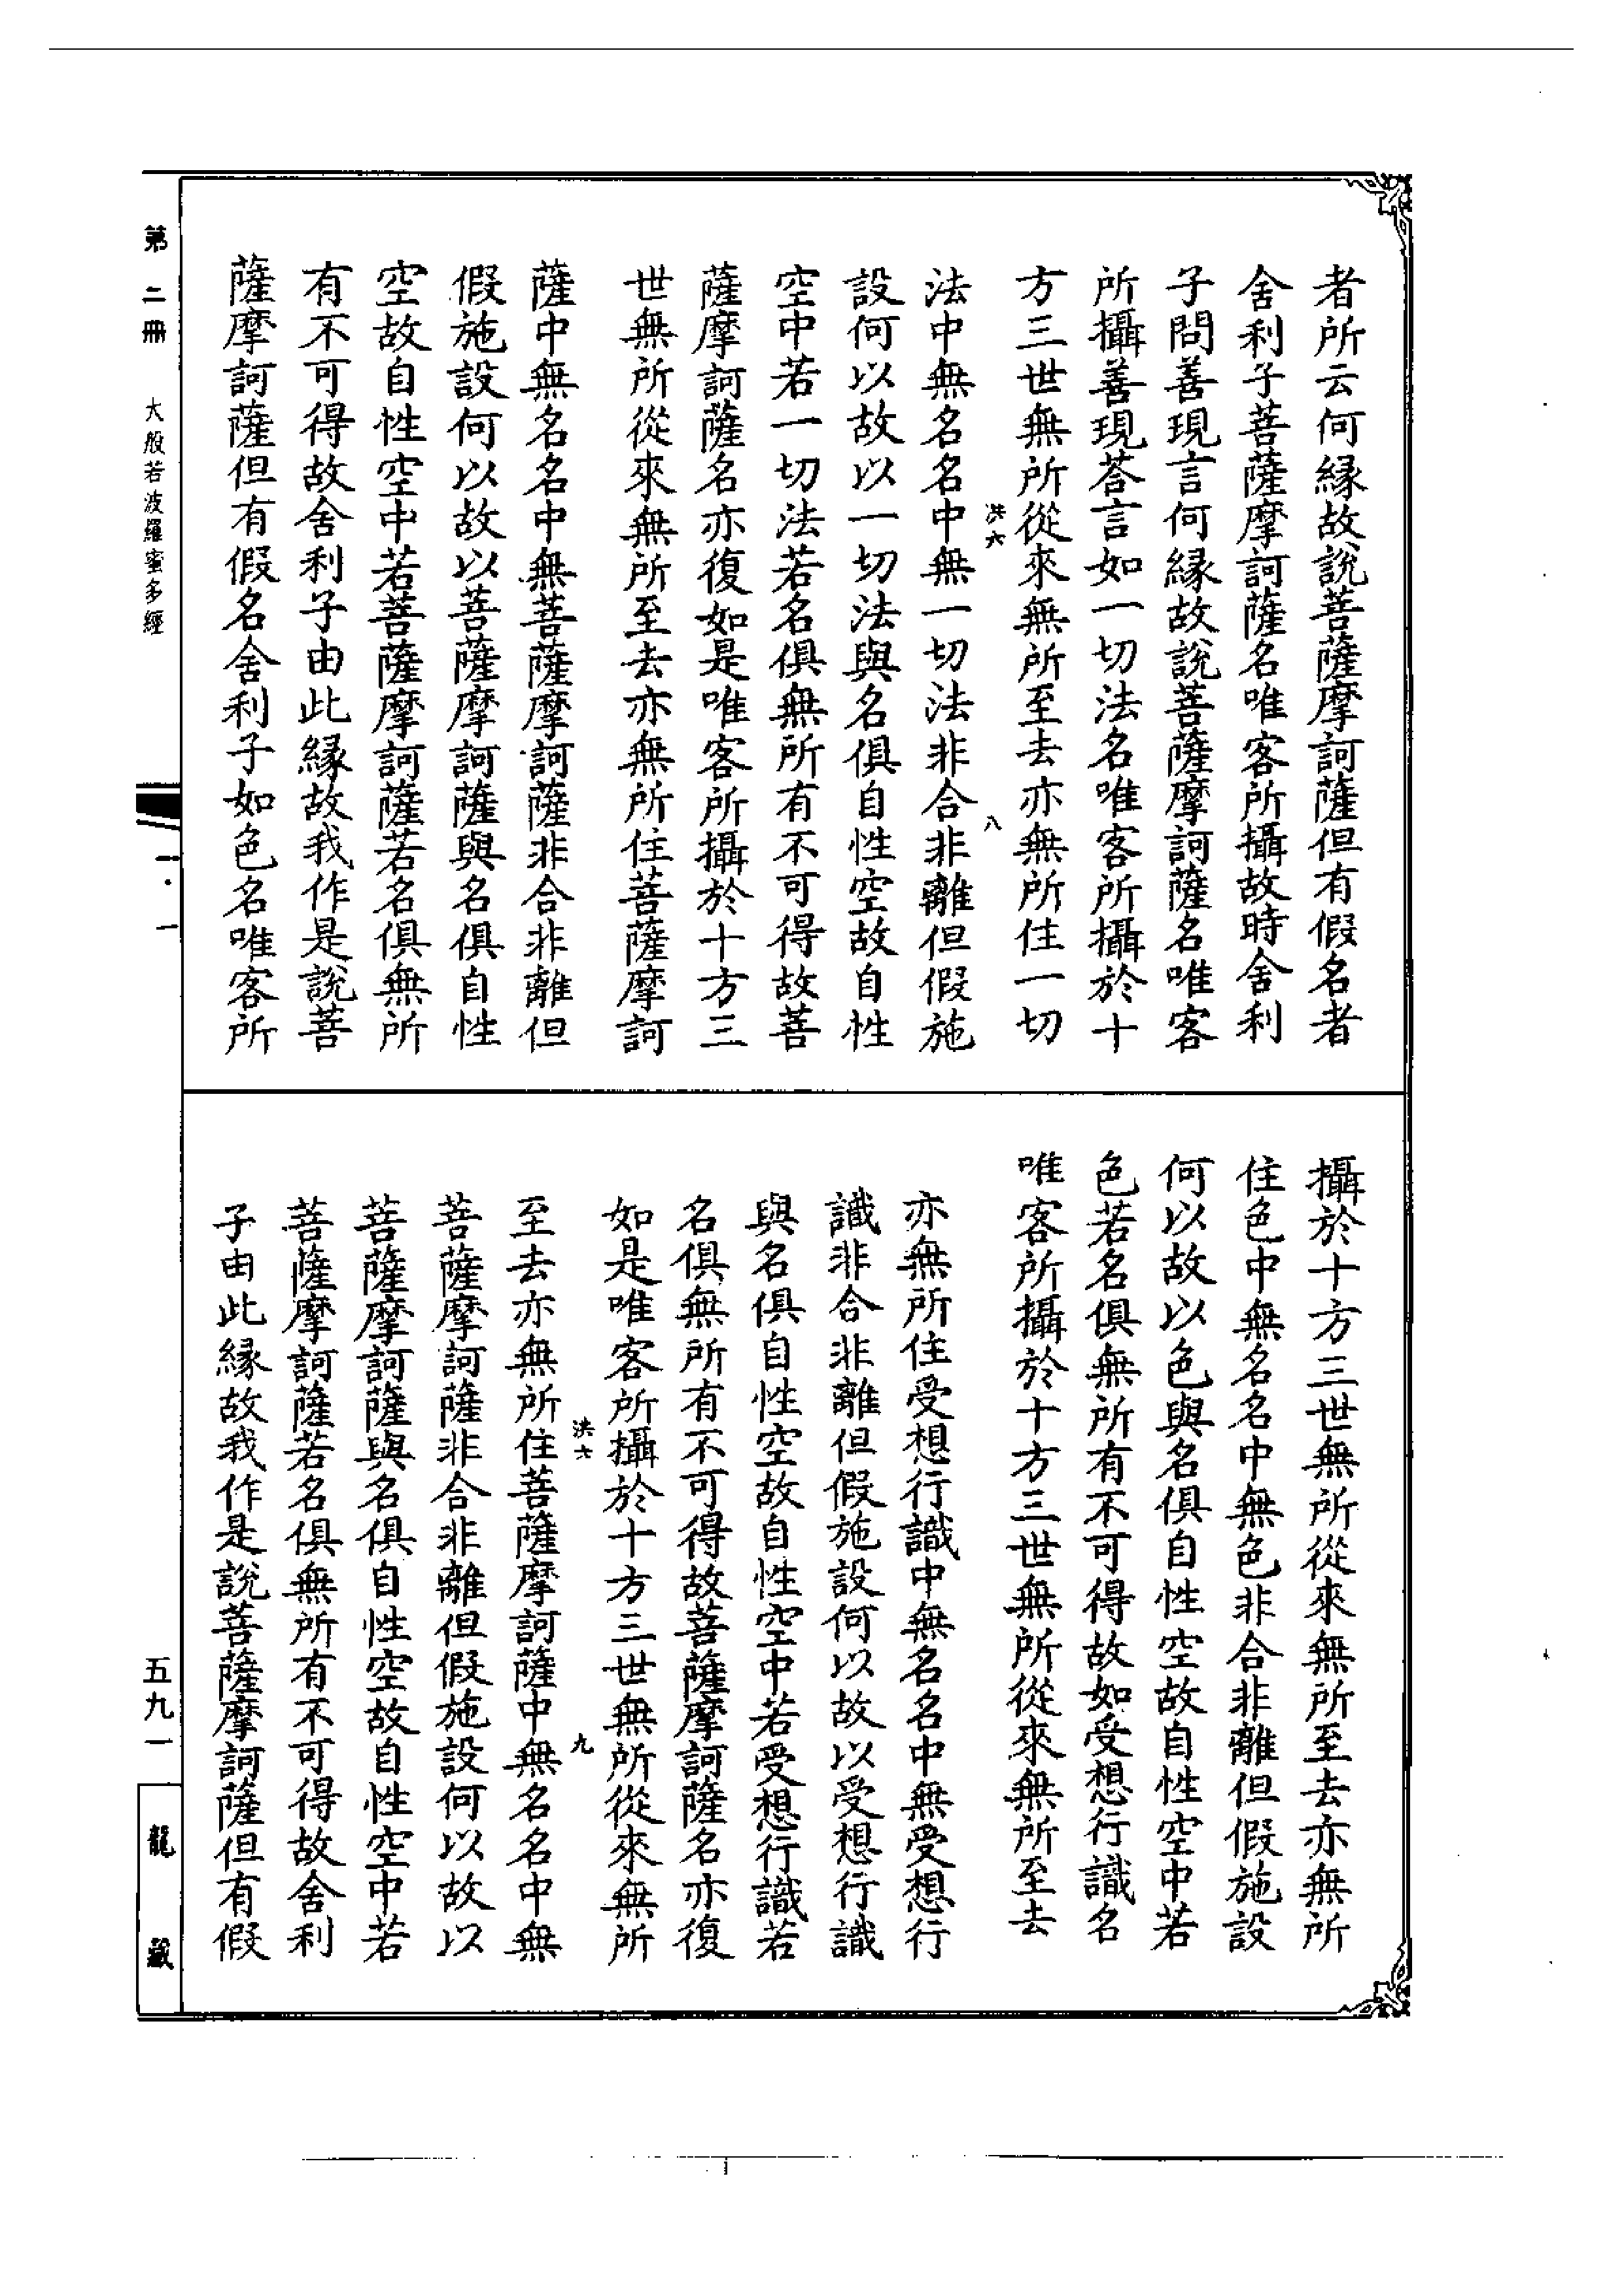 者所云何縁故說菩薩摩訶薩但有假名者
舍利子菩薩摩訶薩名唯客所攝故時舍利
子問善現言何縁故說菩薩摩訶薩名唯客
所攝善現荅言如一切法名唯客所攝於十
方三世無所從來無所至去亦無所住一切
洪六
八
法中無名名中無一切法非合非離但假施
設何以故以一切法與名俱自性空故自性
空中若一切法若名俱無所有不可得故菩
薩摩訶薩名亦復如是唯客所攝於十方三
世無所從來無所至去亦無所住菩薩摩訶
薩中無名名中無菩薩摩訶薩非合非離但
假施設何以故以菩薩摩訶薩與名俱自性
空故自性空中若菩薩摩訶薩若名俱無所
有不可得故舍利子由此縁故我作是說菩
薩摩訶薩但有假名舍利子如色名唯客所
攝於十方三世無所從來無所至去亦無所
住色中無名名中無色非合非離但假施設
何以故以色與名俱自性空故自性空中若
色若名俱無所有不可得故如受想行識名
唯客所攝於十方三世無所從來無所至去
亦無所住受想行識中無名名中無受想行
識非合非離但假施設何以故以受想行識
與名俱自性空故自性空中若受想行識若
名俱無所有不可得故菩薩摩訶薩名亦復
如是唯客所攝於十方三世無所從來無所
洪六
九
至去亦無所住菩薩摩訶薩中無名名中無
菩薩摩訶薩非合非離但假施設何以故以
菩薩摩訶薩與名俱自性空故自性空中若
菩薩摩訶薩若名俱無所有不可得故舍利
子由此縁故我作是說菩薩摩訶薩但有假
第二冊
大般若波羅蜜多經
一·一
五九一
龍藏